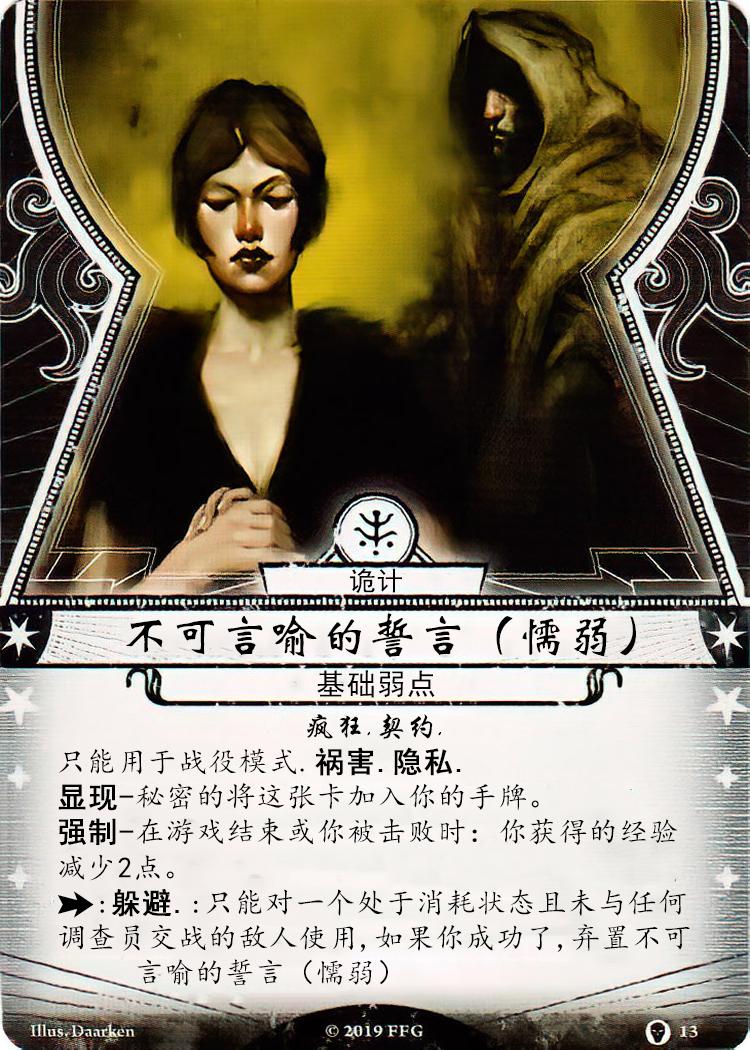 诡计
不可言喻的誓言（懦弱）
基础弱点
疯狂.契约.
只能用于战役模式.祸害.隐私.
显现-秘密的将这张卡加入你的手牌。
强制-在游戏结束或你被击败时：你获得的经验
减少2点。
:躲避.:只能对一个处于消耗状态且未与任何
调查员交战的敌人使用,如果你成功了,弃置不可
言喻的誓言（懦弱）
Illus. Daarken
© 2019 FFG
13